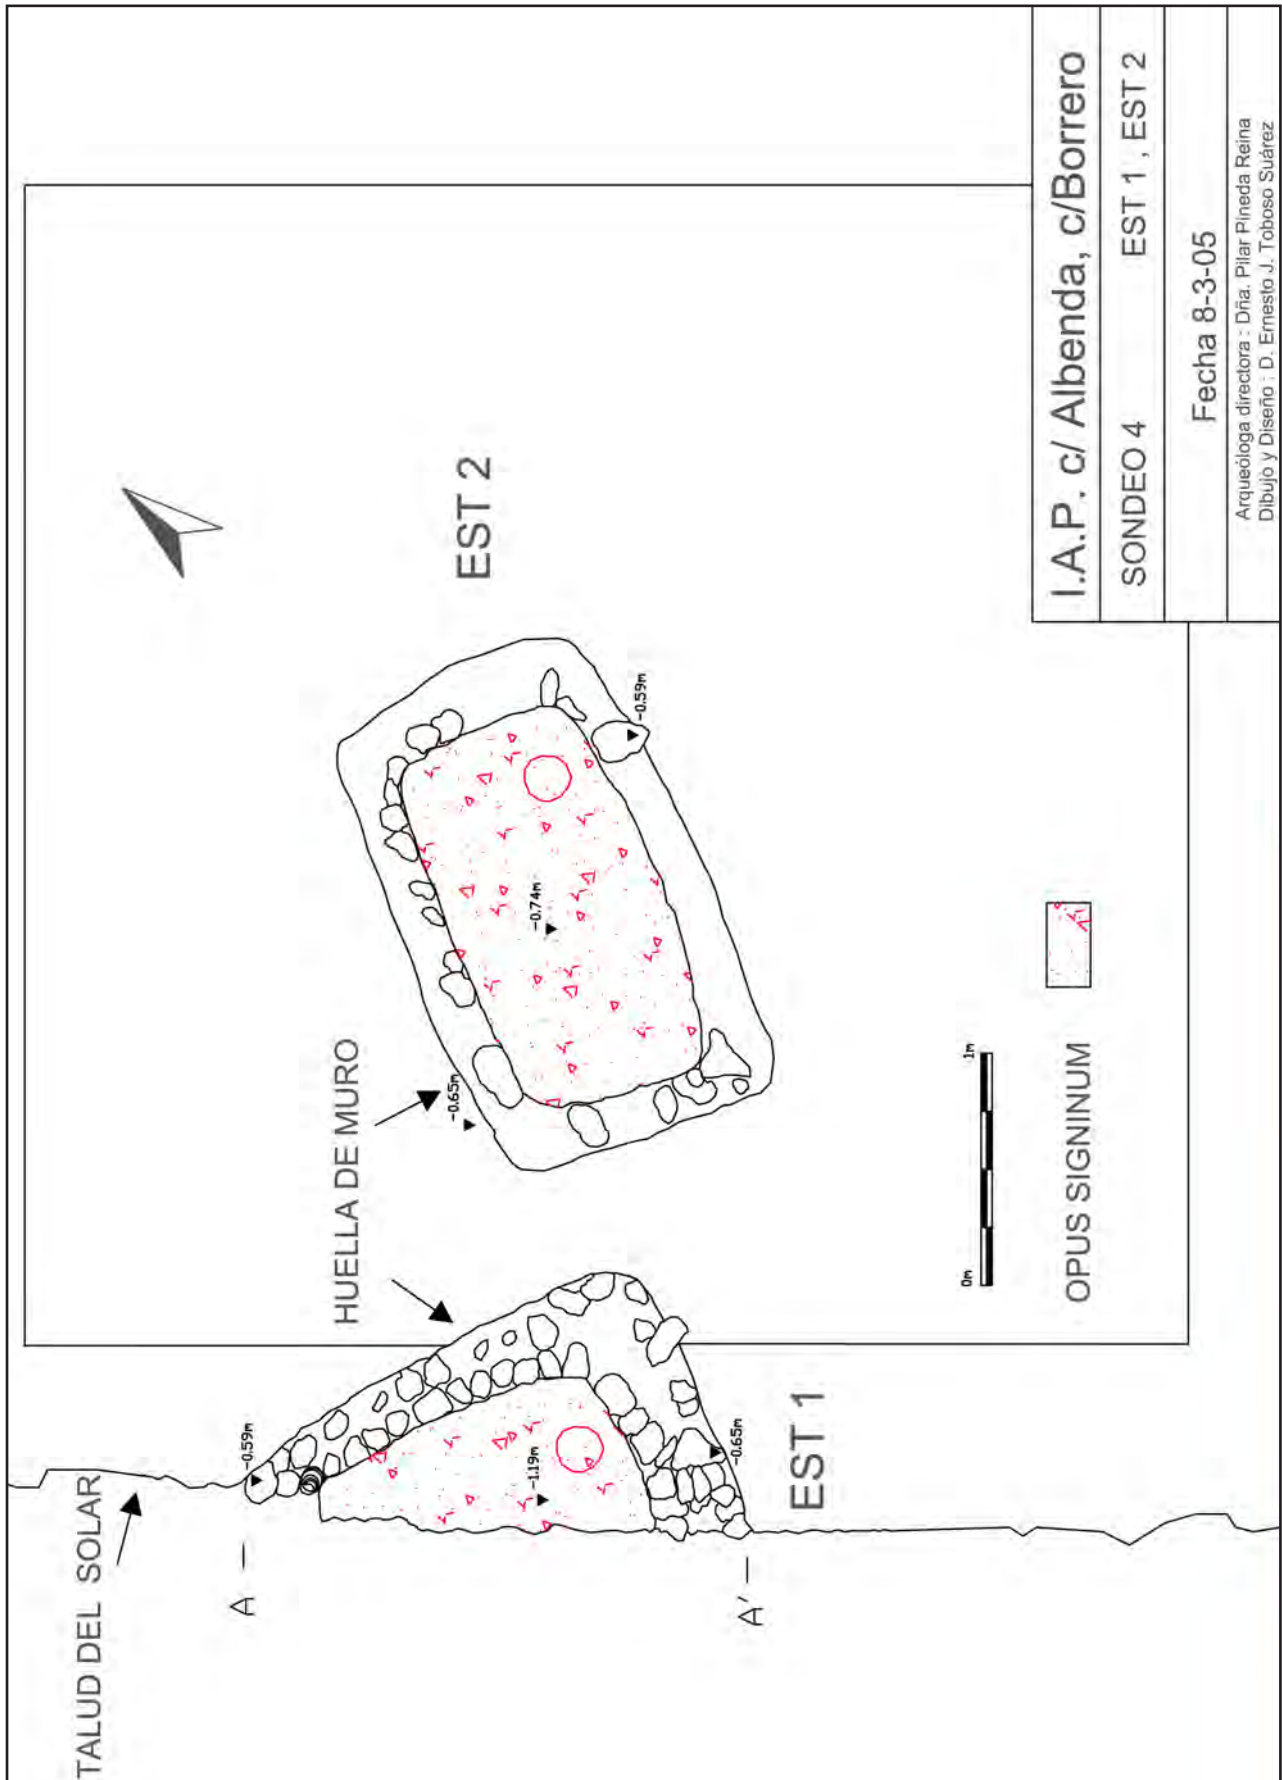 TALUD DEL SOLAR
HUELLA DE MURO
EST 2
-0.59m
-0.65m
-0.74m
-0.59m
A
-1.19m
-0.65m
A'
EST 1
0m 1m
OPUS SIGNINUM
I.A.P. c/ Albenda, c/Borrero
SONDEO 4 EST 1 , EST 2
Fecha 8-3-05
Arqueóloga directora : Dña. Pilar Pineda Reina
Dibujo y Diseño : D. Ernesto J. Toboso Suárez